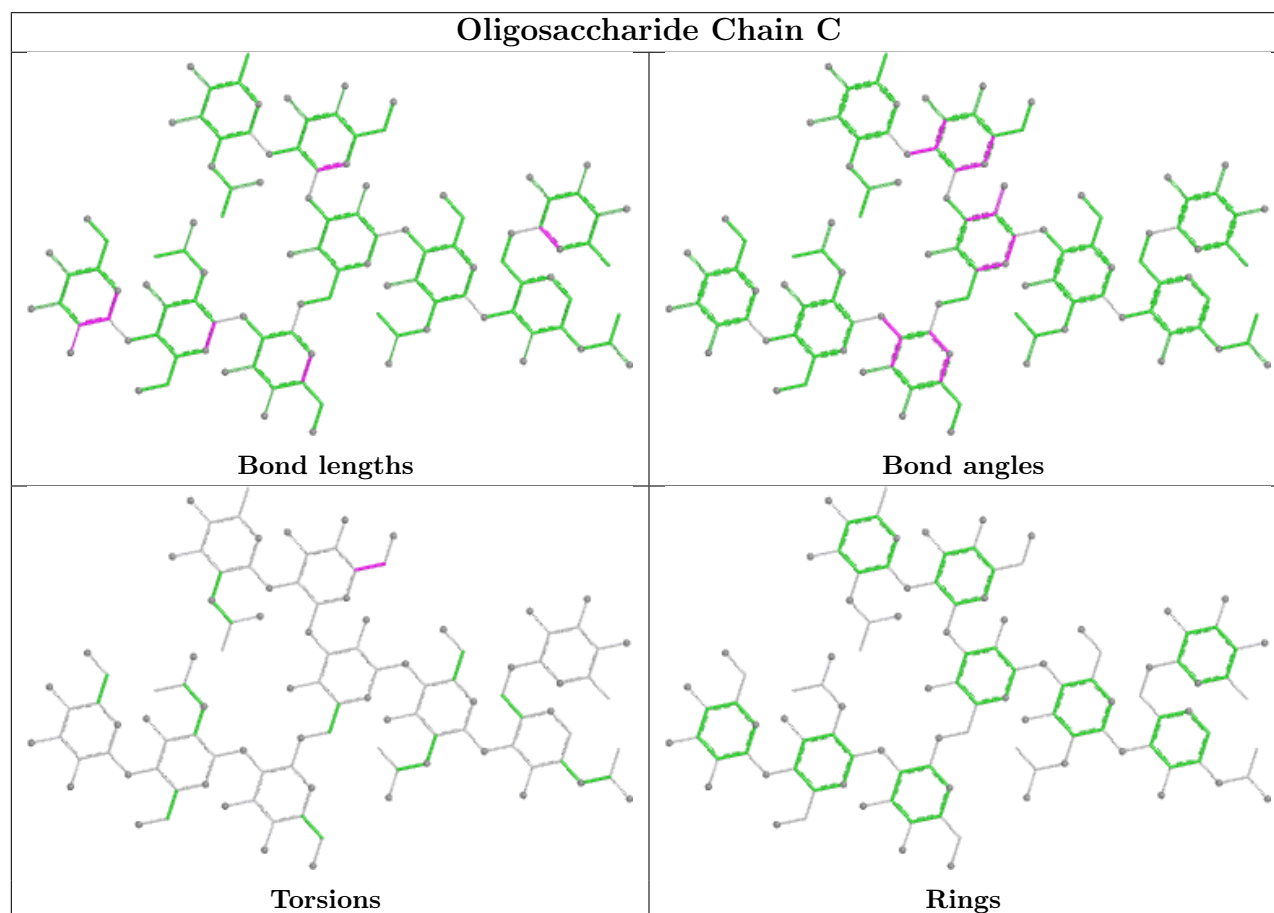 Oligosaccharide Chain C
Bond lengths
Bond angles
Torsions
Rings